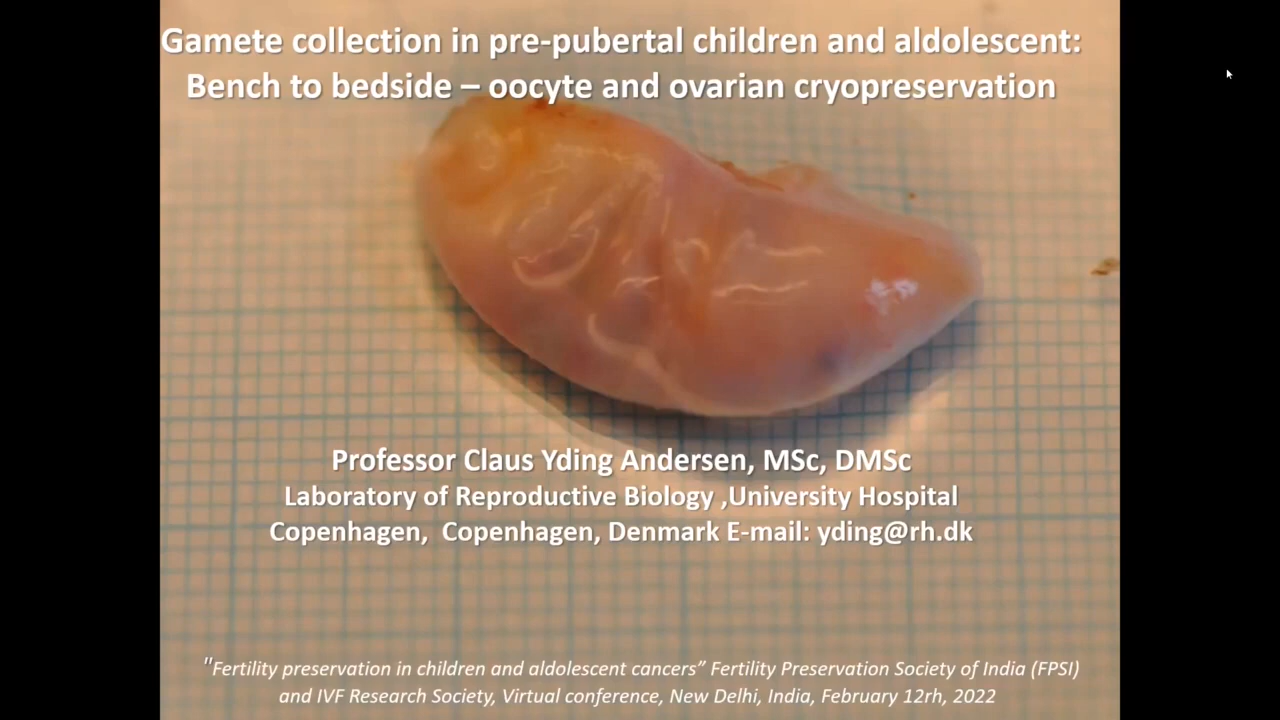 Gamete collection in pre-pubertal children and aldolescent:
Bench to bedside – oocyte and ovarian cryopreservation
Professor Claus Yding Andersen, MSc, DMSc
Laboratory of Reproductive Biology ,University Hospital
Copenhagen,  Copenhagen, Denmark E-mail: yding@rh.dk
"Fertility preservation in children and aldolescent cancers” Fertility Preservation Society of India (FPSI)
and IVF Research Society, Virtual conference, New Delhi, India, February 12rh, 2022